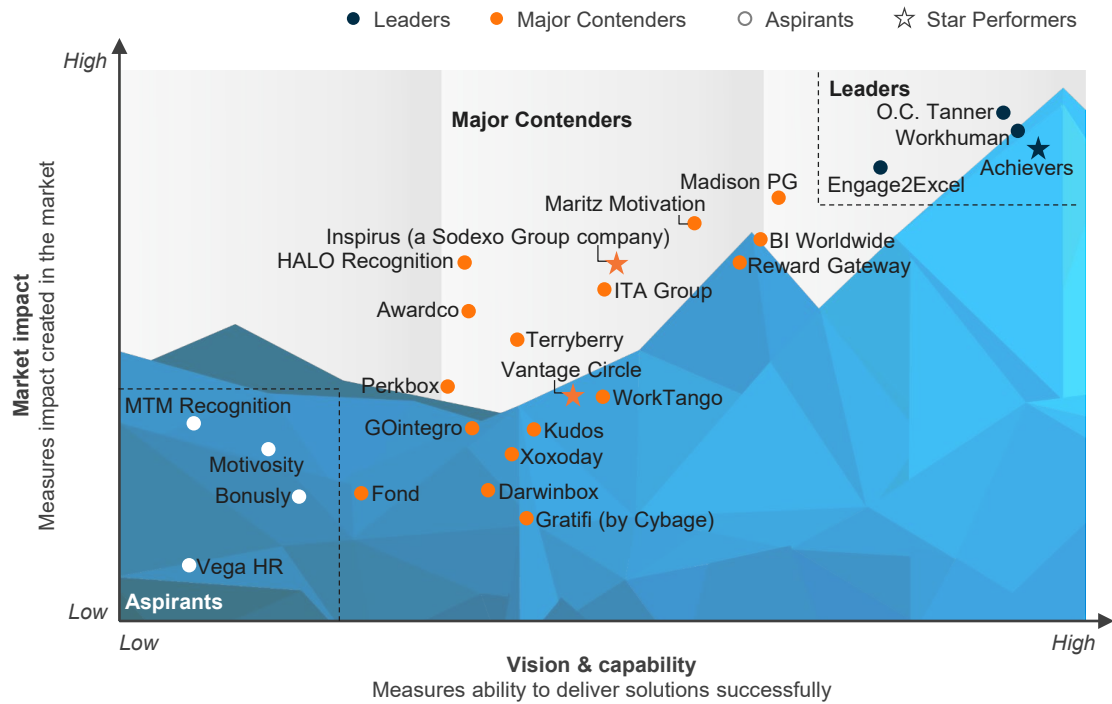 Leaders
Major Contenders
Aspirants
Star Performers
High
Leaders
O.C. Tanner
Major Contenders
Workhuman
Achievers
Madison PG
Engage2Excel
Maritz Motivation
Inspirus (a Sodexo Group company)
BI Worldwide
HALO Recognition
Reward Gateway
ITA Group
Awardco
Terryberry
Vantage Circle
Perkbox
WorkTango
MTM Recognition
GOintegro
Kudos
Xoxoday
Motivosity
Bonusly
Fond
Darwinbox
Gratifi (by Cybage)
Vega HR
Aspirants
Market impact
Measures impact created in the market
Low
Low
High
Vision & capability
Measures ability to deliver solutions successfully